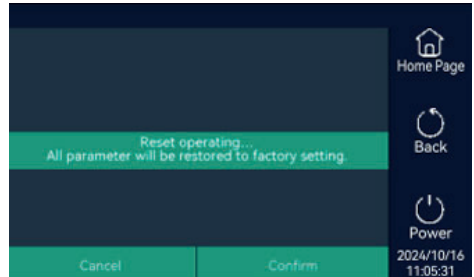 Home Page
Reset operating...
All parameter will be restored to factory setting.
Back
Power
Cancel
Confirm
2024/10/16
11:05:31